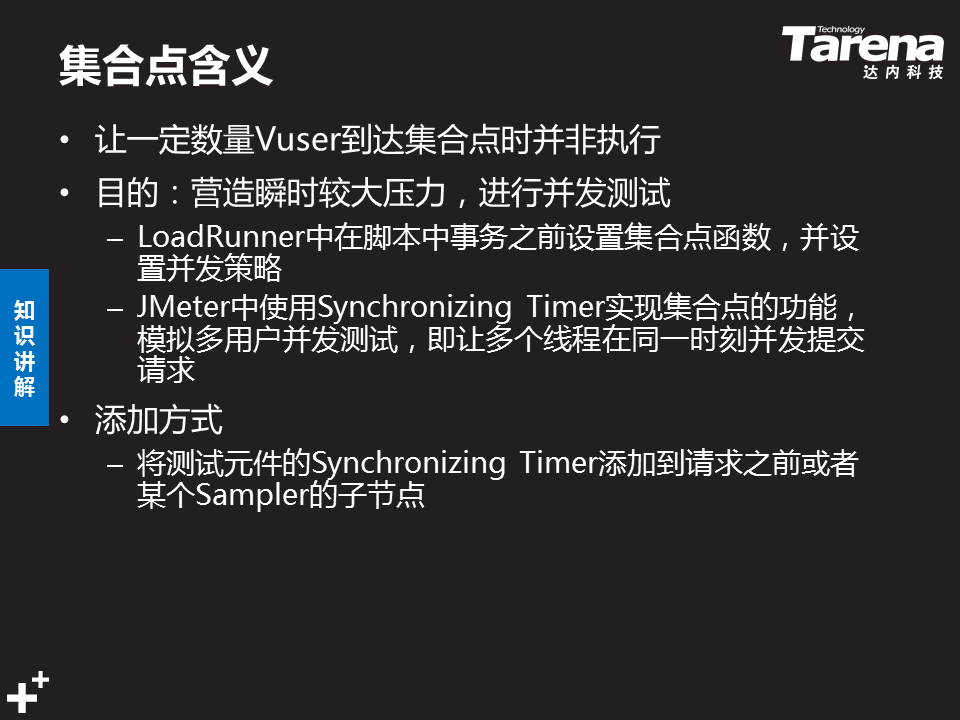 集合点含义
Technology
Tarena
达内科技
• 让一定数量Vuser到达集合点时并非执行
• 目的：营造瞬时较大压力，进行并发测试
– LoadRunner中在脚本中事务之前设置集合点函数，并设
置并发策略
– JMeter中使用Synchronizing Timer实现集合点的功能，
模拟多用户并发测试，即让多个线程在同一时刻并发提交
请求
• 添加方式
– 将测试元件的Synchronizing Timer添加到请求之前或者
某个Sampler的子节点
知
识
讲
解